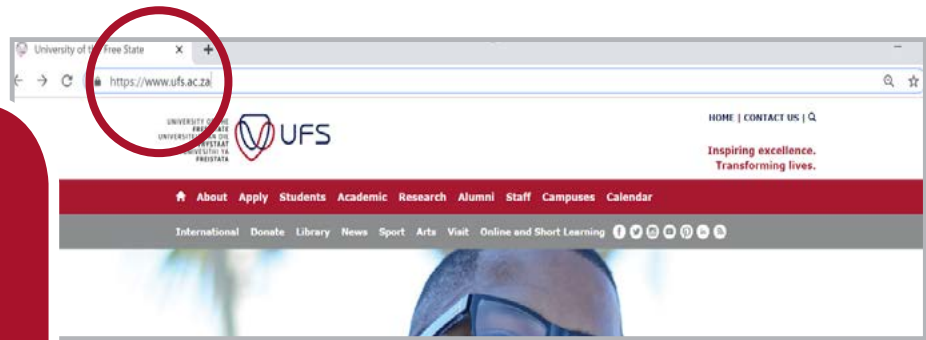 University of the Free State
https://www.ufs.ac.za
UNIVERSITY OF THE
FREE STATE
UNIVERSITEIT VAN DIE
VRYSTAAT
YUNIVESITHI YA
FREISTATA
UFS
HOME | CONTACT US |
Inspiring excellence.
Transforming lives.
About Apply Students Academic Research Alumni Staff Campuses Calendar
International Donate Library News Sport Arts Visit Online and Short Learning